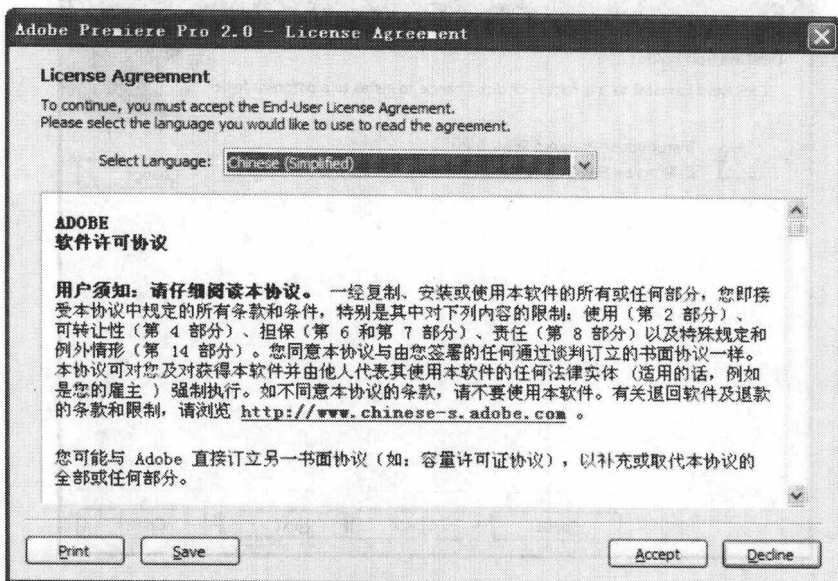 Adobe Premiere Pro 2.0 - License Agreement
License Agreement
To continue, you must accept the End-User License Agreement.
Please select the language you would like to use to read the agreement.
Select Language: Chinese (Simplified)
ADOBE
软件许可协议
用户须知：请仔细阅读本协议。 一经复制、安装或使用本软件的所有或任何部分，您即接
受本协议中规定的所有条款和条件，特别是其中对下列内容的限制：使用（第 2 部分）、
可转让性（第 4 部分）、担保（第 6 和第 7 部分）、责任（第 8 部分）以及特殊规定和
例外情形（第 14 部分）。您同意本协议与由您签署的任何通过谈判订立的书面协议一样。
本协议可对您及对获得本软件并由他人代表其使用本软件的任何法律实体（适用的话，例如
是您的雇主 ）强制执行。如不同意本协议的条款，请不要使用本软件。有关退回软件及退款
的条款和限制，请浏览 http://www.chinese-s.adobe.com 。
您可能与 Adobe 直接订立另一书面协议（如：容量许可证协议），以补充或取代本协议的
全部或任何部分。
Print Save Accept Decline